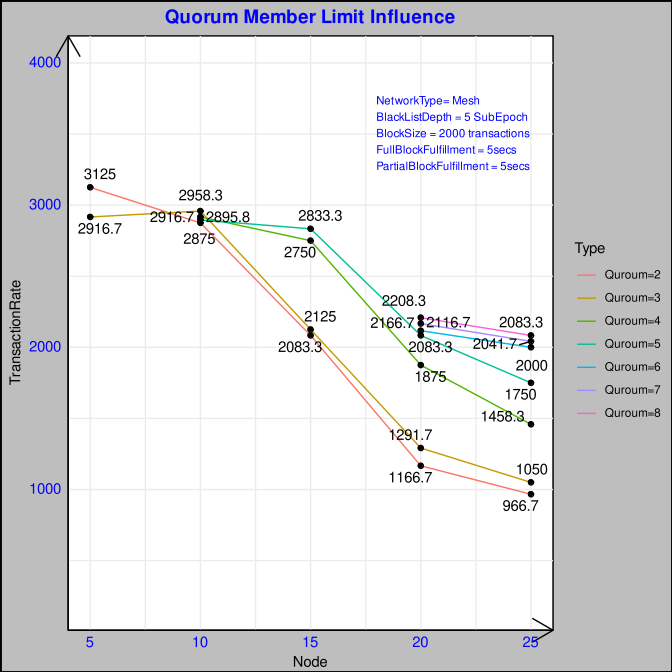 Quorum Member Limit Influence
4000
NetworkType= Mesh
BlackListDepth = 5 SubEpoch
BlockSize = 2000 transactions
FullBlockFulfillment = 5secs
PartialBlockFulfillment = 5secs
3125
2958.3
3000
2916.7
2895.8
2833.3
2916.7
2875
2750
Type
Quroum=2
Quroum=3
Quroum=4
Quroum=5
Quroum=6
Quroum=7
Quroum=8
TransactionRate
2208.3
2125
2166.7
2116.7
2083.3
2000
2083.3
2083.3
2041.7
2000
1875
1750
1458.3
1291.7
1000
1166.7
1050
966.7
5
10
15
20
25
Node